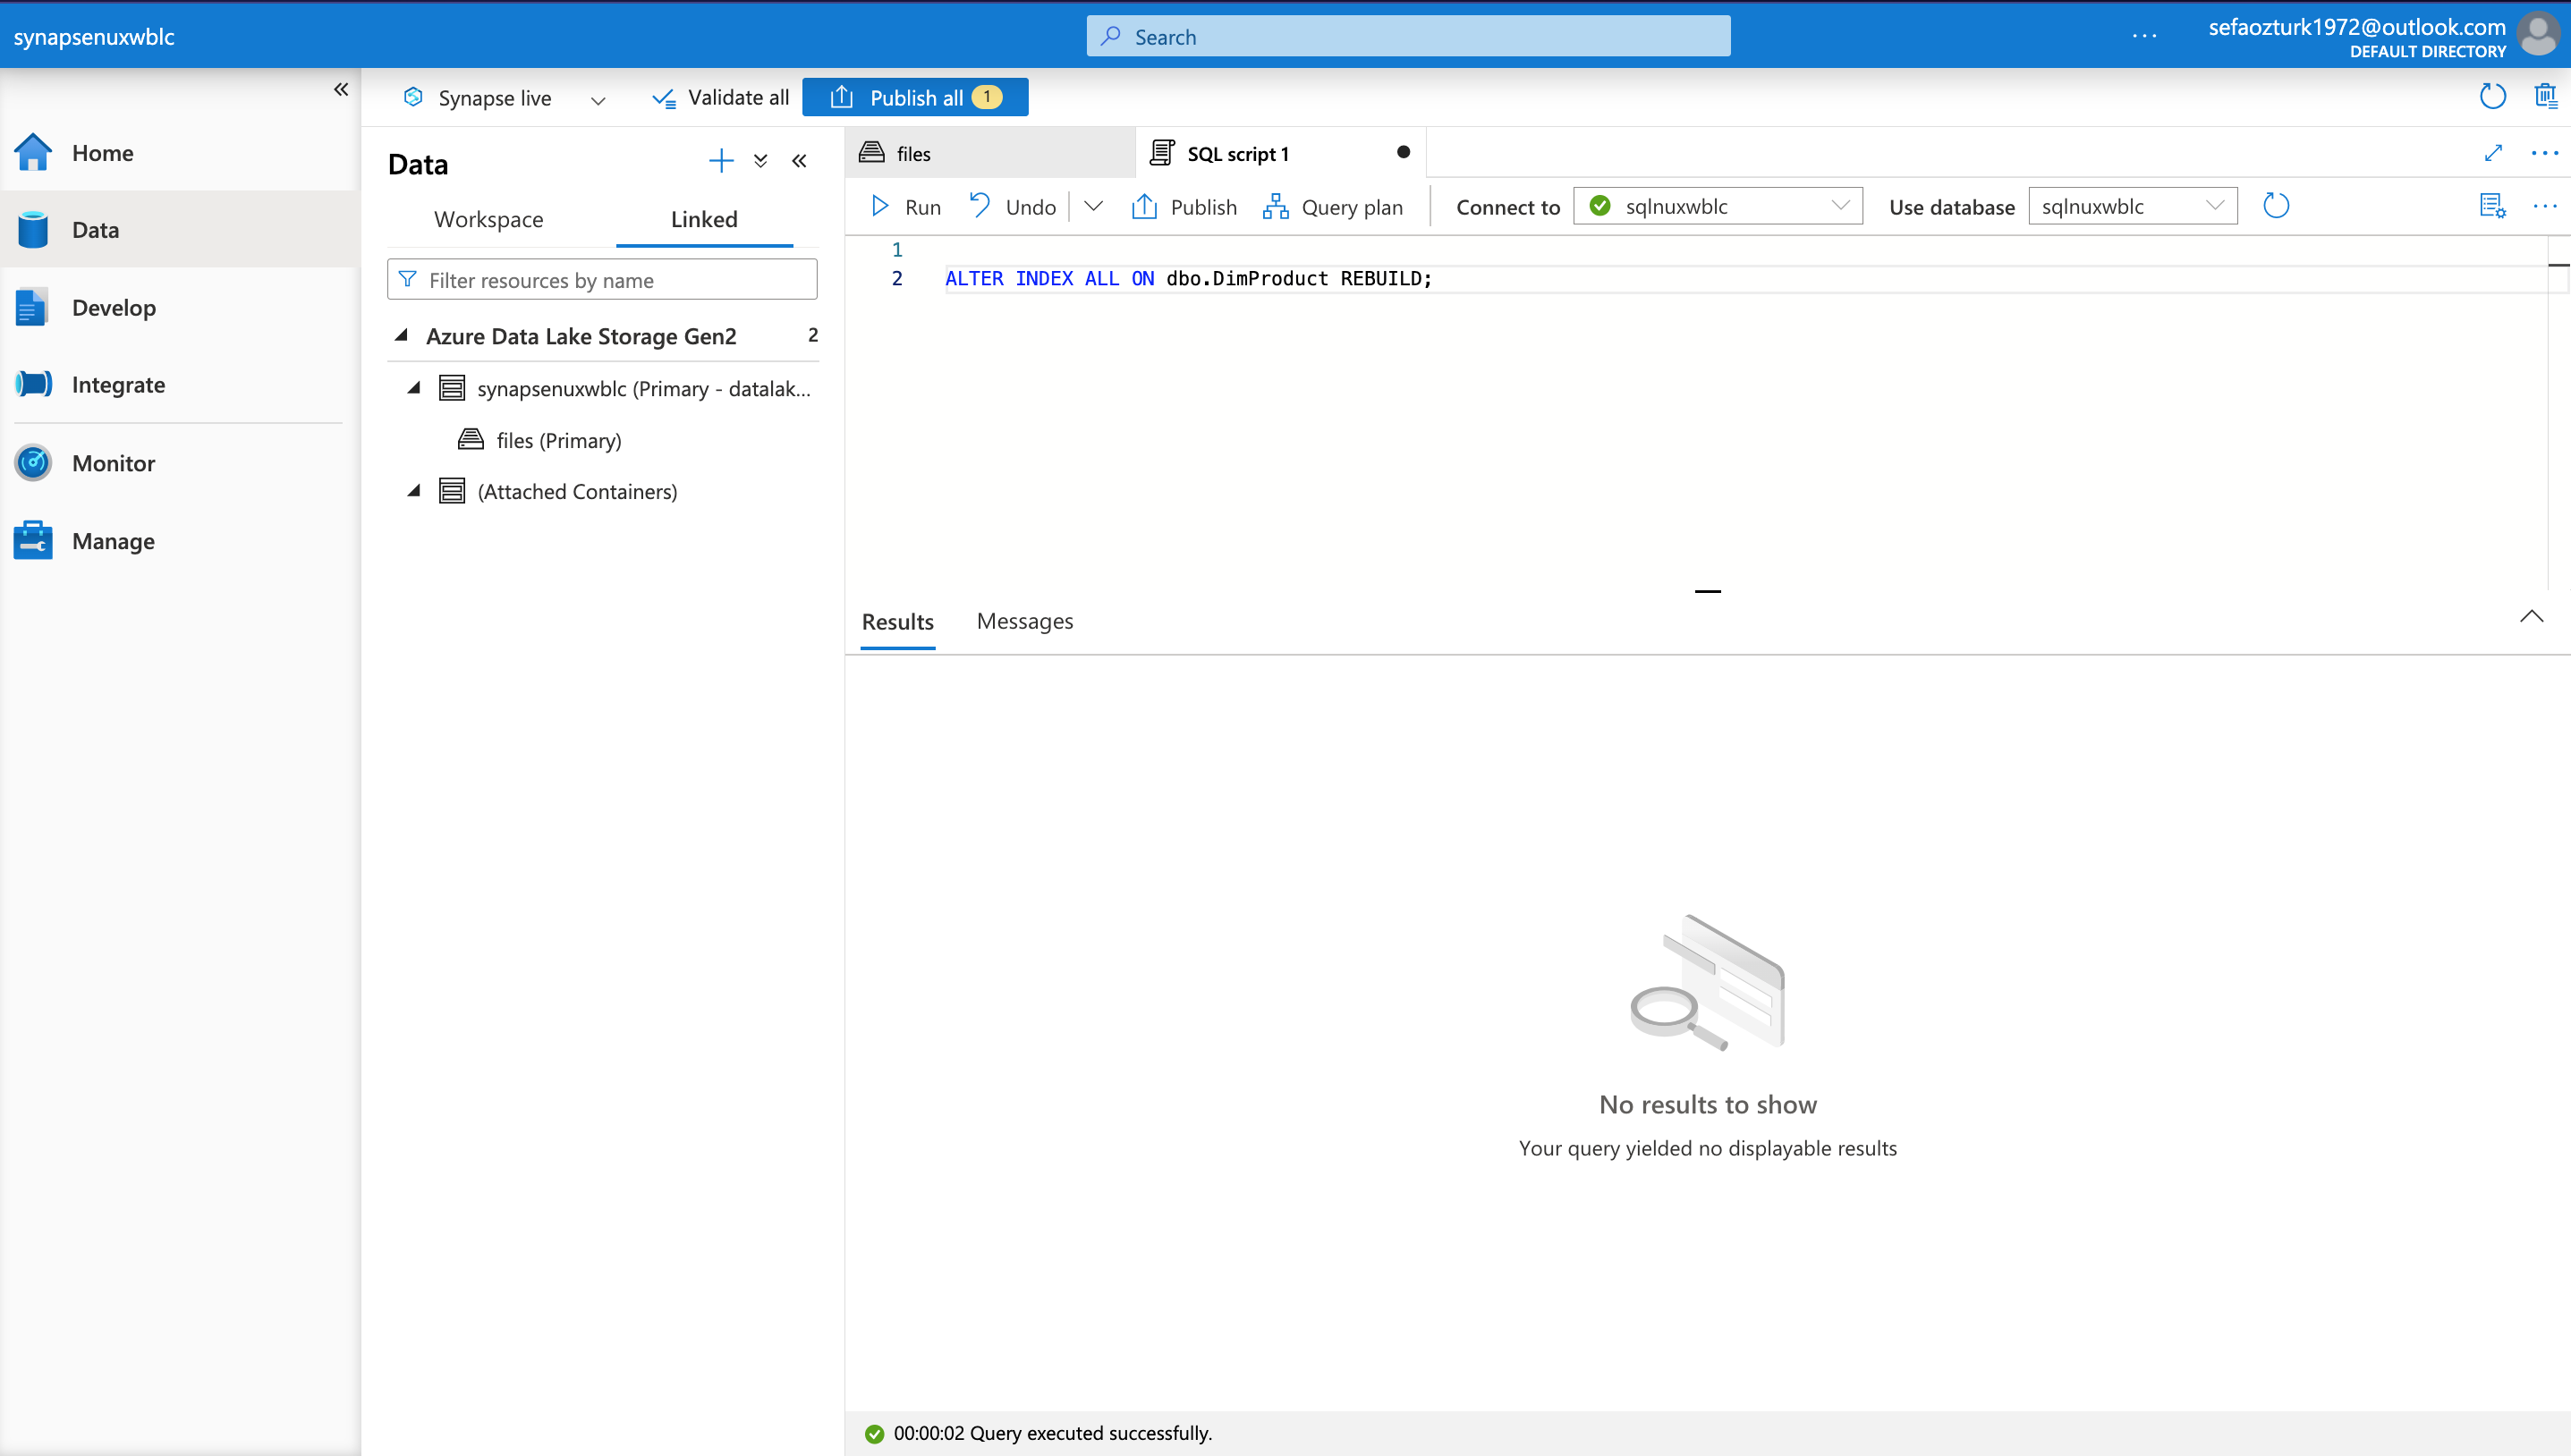 synapsenuxwblc
Search
...
sefaozturk1972@outlook.com
DEFAULT DIRECTORY
Synapse live
Validate all
Publish all 1
Home
Data
Develop
Integrate
Monitor
Manage
Data
Workspace Linked
Filter resources by name
Azure Data Lake Storage Gen2 2
synapsenuxwblc (Primary - datalak...
files (Primary)
(Attached Containers)
files
SQL script 1
Run Undo Publish Query plan Connect to sqlnuxwblc Use database sqlnuxwblc
1
2 ALTER INDEX ALL ON dbo.DimProduct REBUILD;
Results Messages
No results to show
Your query yielded no displayable results
00:00:02 Query executed successfully.